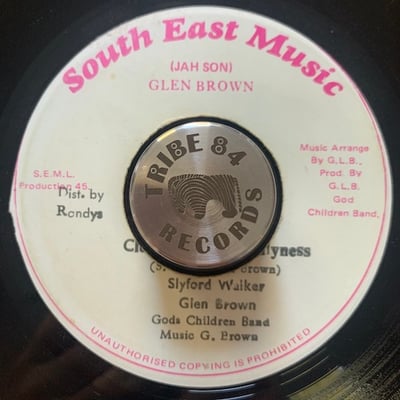 South East Music
(JAH SON)
GLEN BROWN
TRIBE 84
RECORDS
S.E.M.L.
Production 45
Dist. by
Randys
Music Arrange
By G.L.B.,
Prod. By
G.L.B.
God
Children Band.
Slyford Walker
Glen Brown
Gods Children Band
Music G. Brown
UNAUTHORISED COPYING IS PROHIBITED